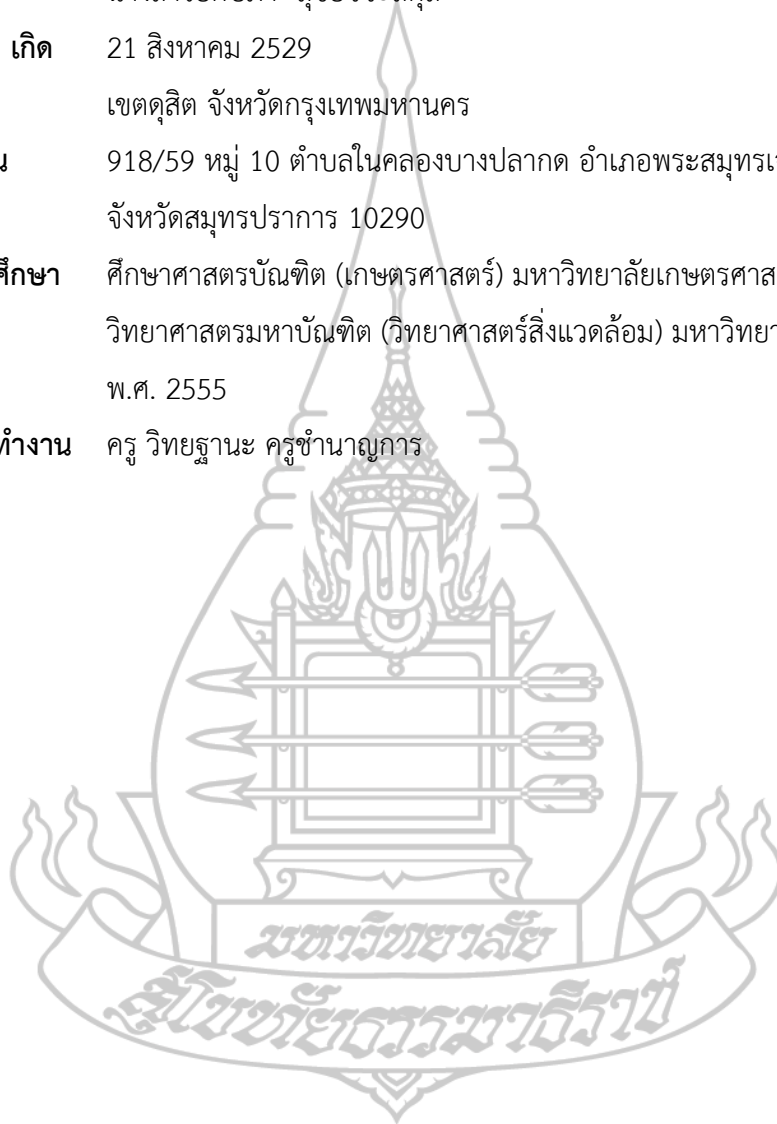 เกิด 21 สิงหาคม 2529
เขตดุสิต จังหวัดกรุงเทพมหานคร
918/59 หมู่ 10 ตำบลในคลองบางปลากด อำเภอพระสมุทรเ
จังหวัดสมุทรปราการ 10290
ศึกษา ศึกษาศาสตรบัณฑิต (เกษตรศาสตร์) มหาวิทยาลัยเกษตรศาส
วิทยาศาสตรมหาบัณฑิต (วิทยาศาสตร์สิ่งแวดล้อม) มหาวิทยา
พ.ศ. 2555
ทำงาน ครู วิทยฐานะ ครูชำนาญการ
มหาวิทยาลัย
สุโขทัยธรรมาธิราช